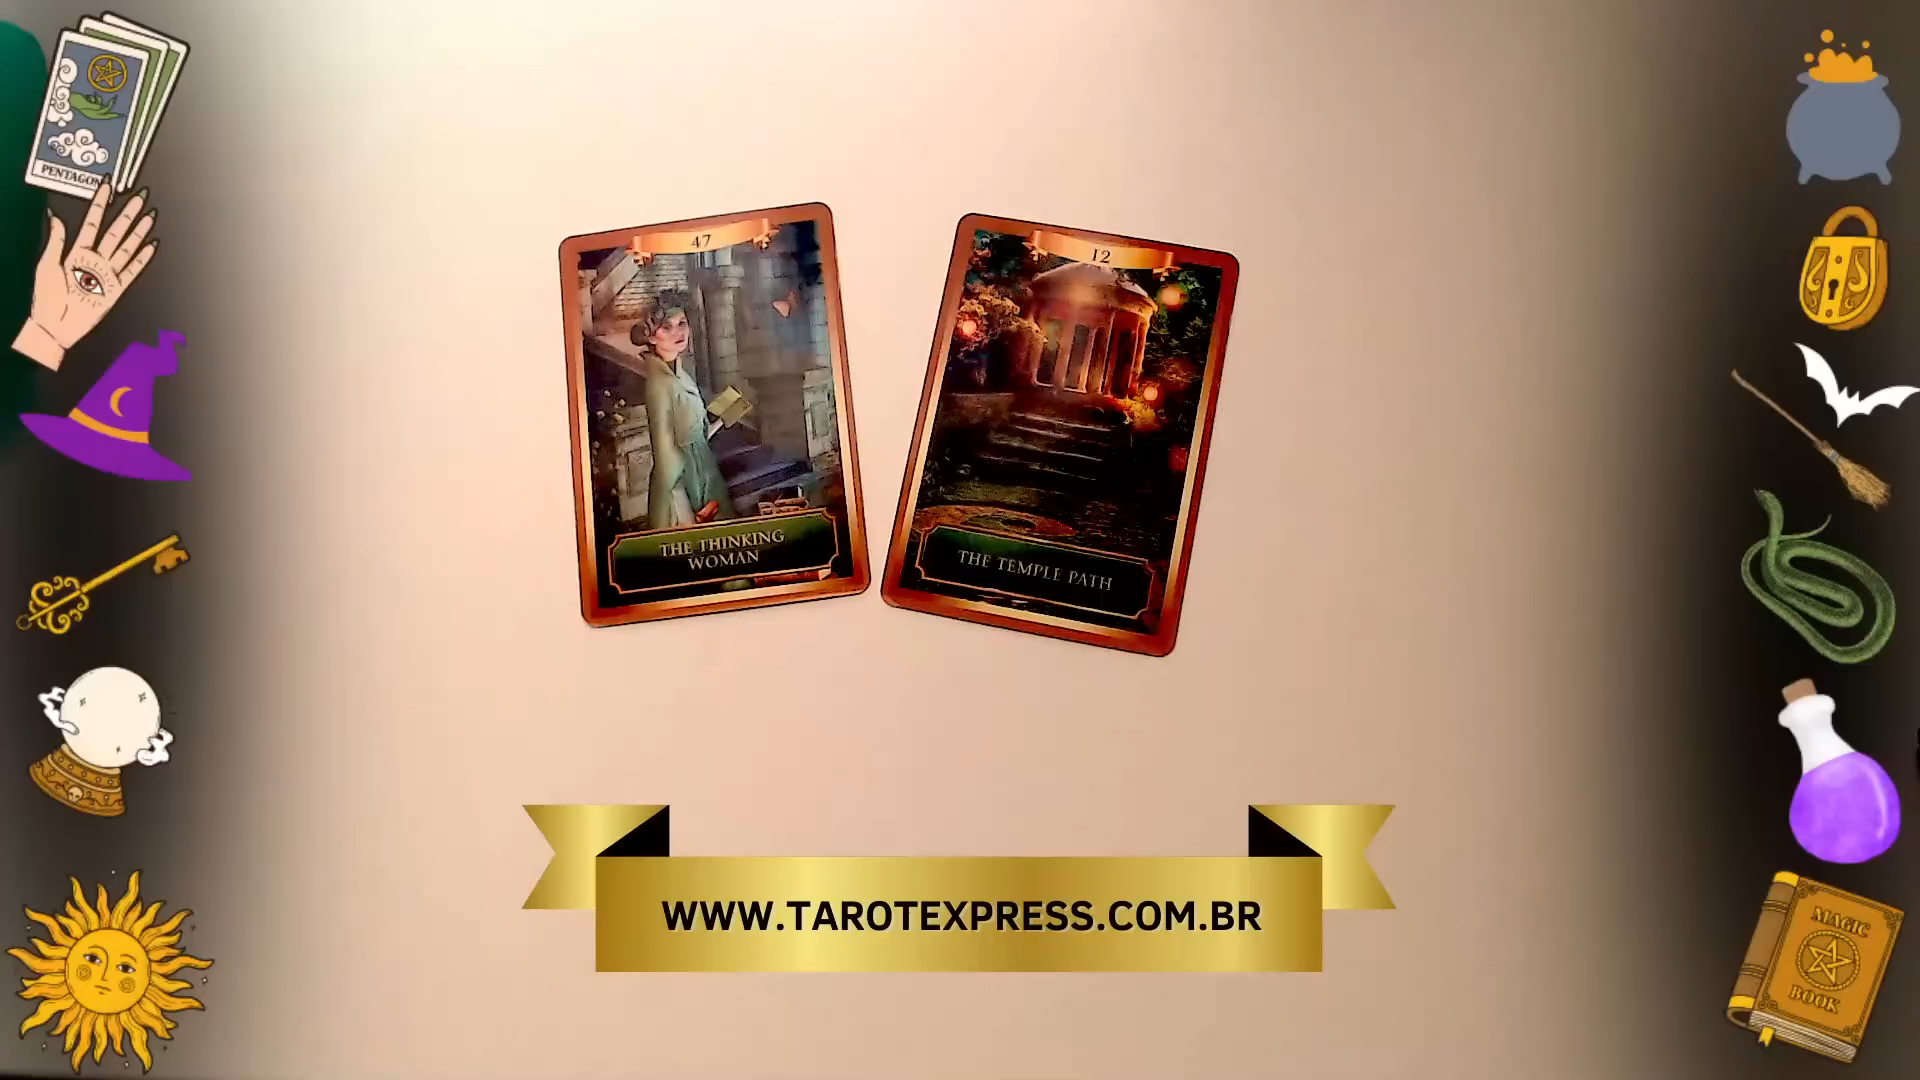 PENTAGON
47
12
THE THINKING
WOMAN
THE TEMPLE PATH
WWW.TAROTEXPRESS.COM.BR
MAGIC
BOOK